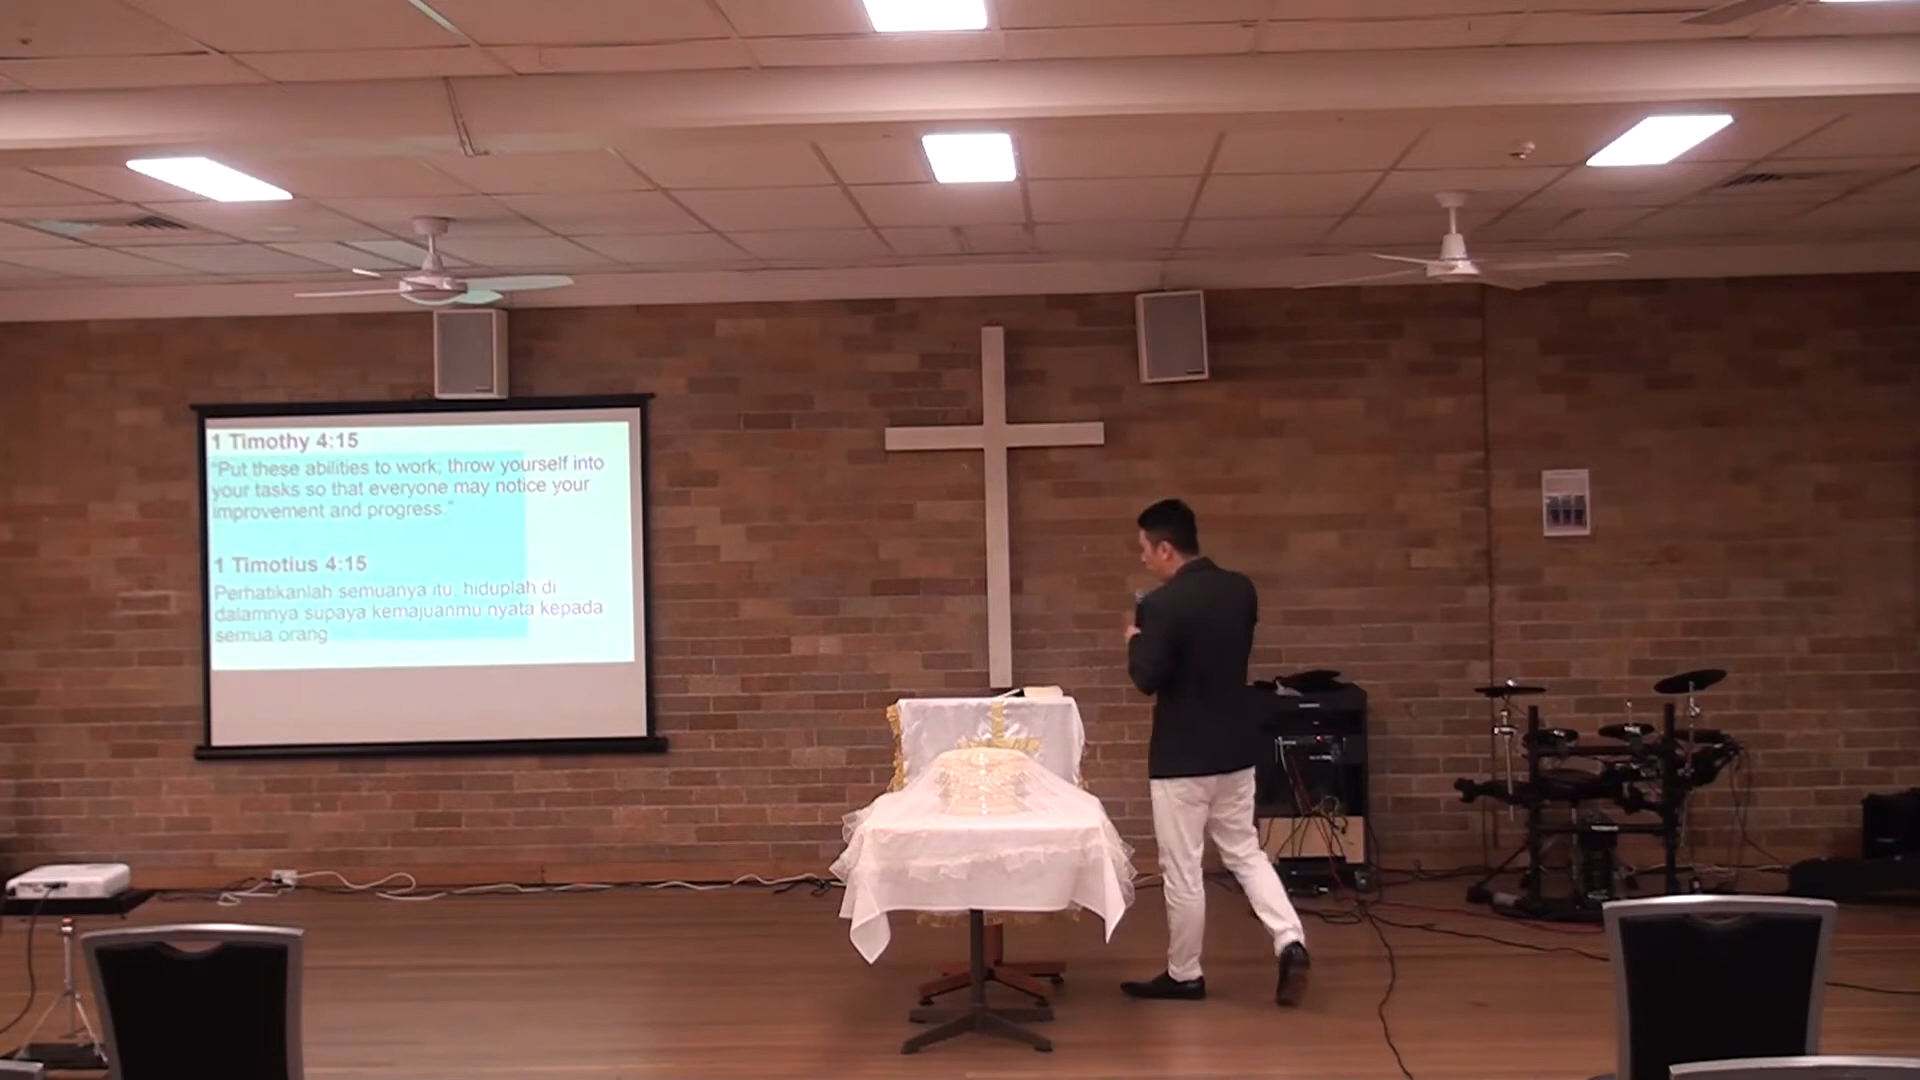 1 Timothy 4:15
"Put these abilities to work; throw yourself into
your tasks so that everyone may notice your
improvement and progress."
1 Timotius 4:15
Perhatikanlah semuanya itu, hiduplah di
dalamnya supaya kemajuanmu nyata kepada
semua orang